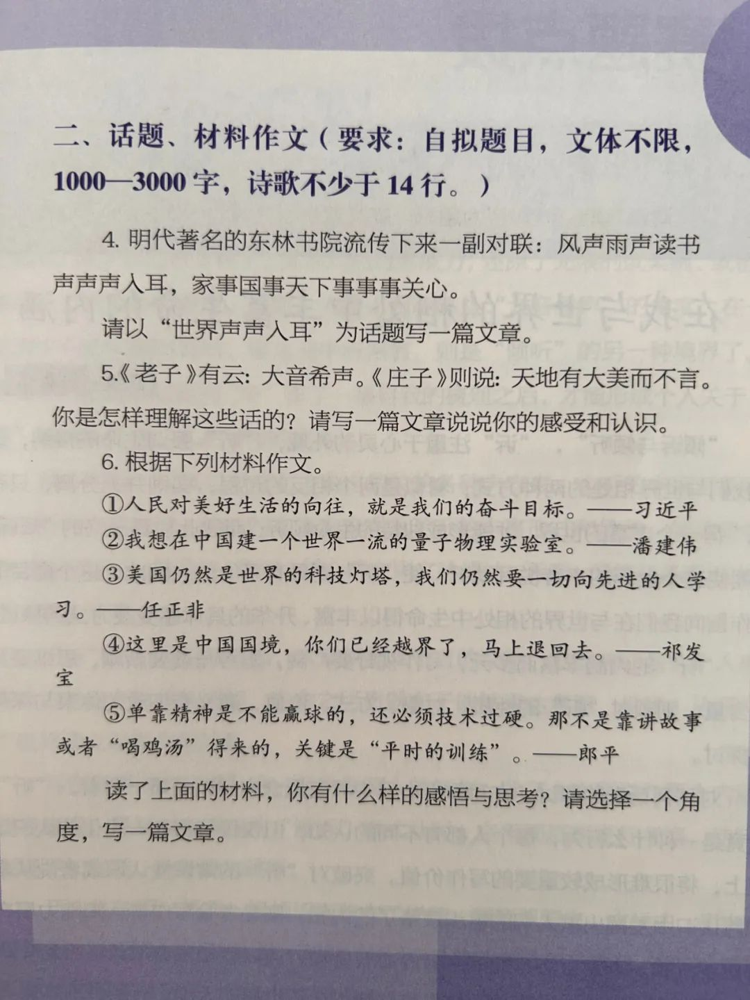 二、话题、材料作文（要求：自拟题目，文体不限，
1000—3000字，诗歌不少于14行。）
4. 明代著名的东林书院流传下来一副对联：风声雨声读书
声声声入耳，家事国事天下事事事关心。
请以“世界声声入耳”为话题写一篇文章。
5.《老子》有云：大音希声。《庄子》则说：天地有大美而不言。
你是怎样理解这些话的？请写一篇文章说说你的感受和认识。
6. 根据下列材料作文。
①人民对美好生活的向往，就是我们的奋斗目标。——习近平
②我想在中国建一个世界一流的量子物理实验室。——潘建伟
③美国仍然是世界的科技灯塔，我们仍然要一切向先进的人学
习。——任正非
④这里是中国国境，你们已经越界了，马上退回去。——祁发
宝
⑤单靠精神是不能赢球的，还必须技术过硬。那不是靠讲故事
或者“喝鸡汤”得来的，关键是“平时的训练”。——郎平
读了上面的材料，你有什么样的感悟与思考？请选择一个角
度，写一篇文章。